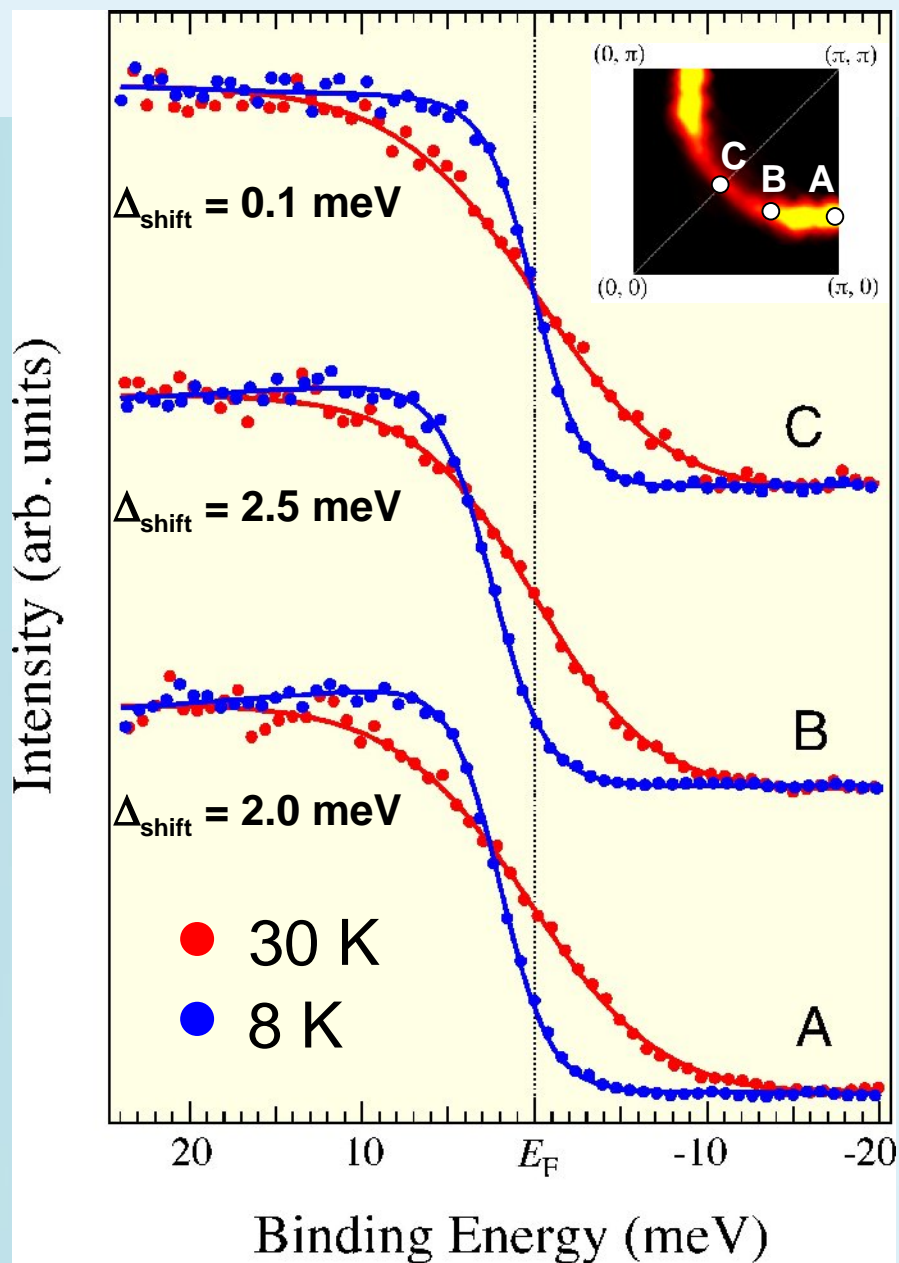 (0, π)
(π, π)
C
B
A
(0, 0)
(π, 0)
Δshift = 0.1 meV
C
Δshift = 2.5 meV
B
Δshift = 2.0 meV
30 K
8 K
A
Intensity (arb. units)
20 10 EF -10 -20
Binding Energy (meV)